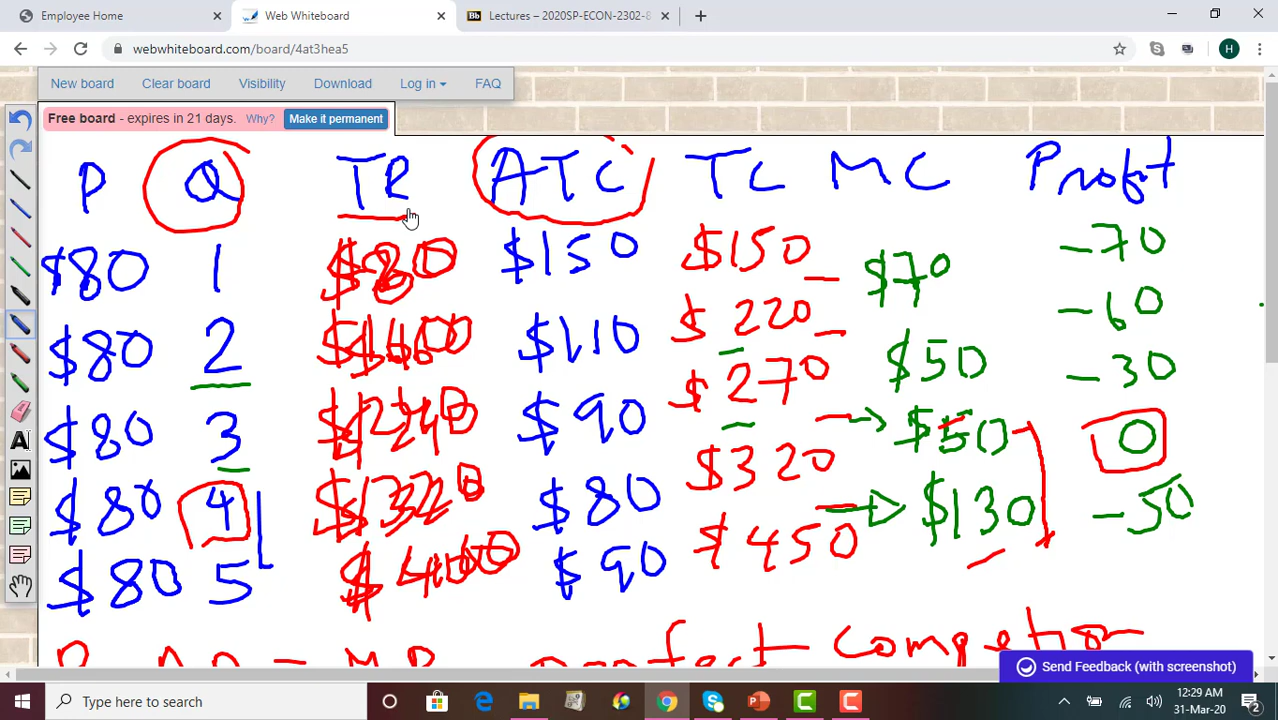 Employee Home
Web Whiteboard
Lectures – 2020SP-ECON-2302-8
webwhiteboard.com/board/4at3hea5
H
New board Clear board Visibility Download Log in FAQ
Free board - expires in 21 days. Why? Make it permanent
P Q TR ATC TC MC Profit
$80 1 $80 $150 $150 -70
$70
$80 2 $160 $110 $220 -60
$50
$80 3 $240 $90 $270 -30
$50
$80 4 $320 $80 $320 0
$130
$80 5 $400 $90 $450 -50
= perfect competition
A
Send Feedback (with screenshot)
Type here to search
12:29 AM
31-Mar-20
2